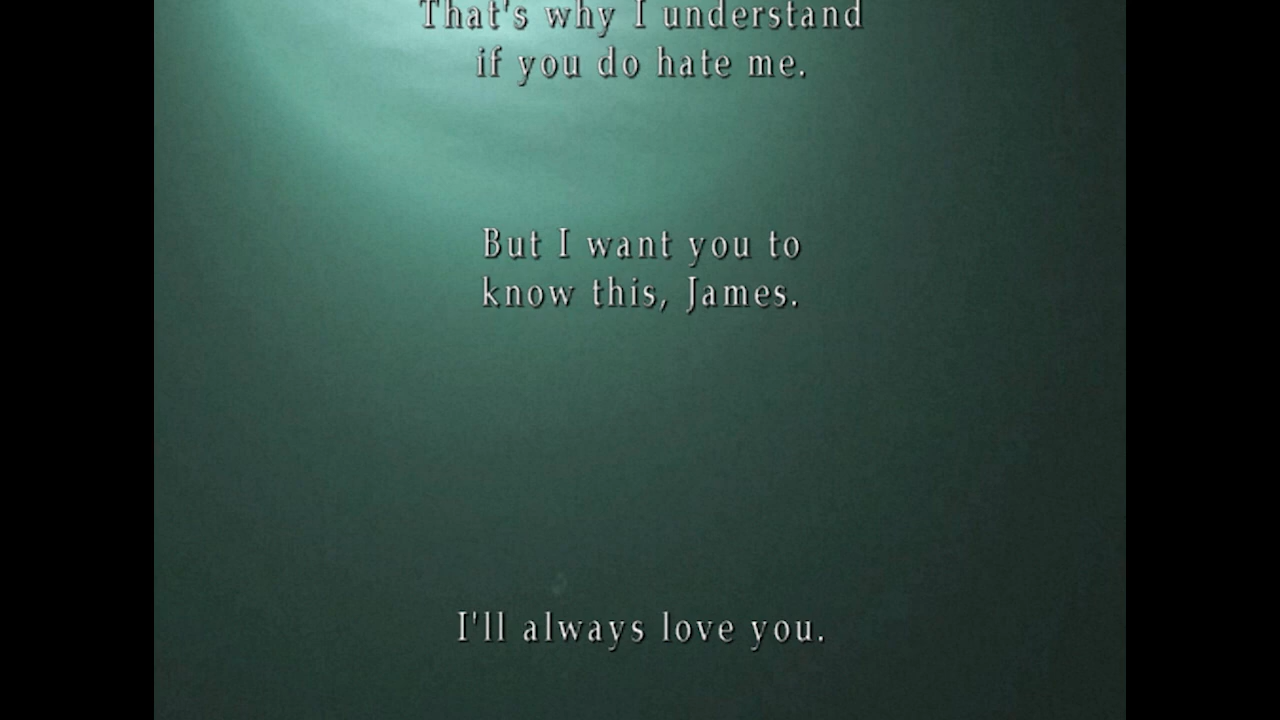 That's why I understand
if you do hate me.
But I want you to
know this, James.
I'll always love you.